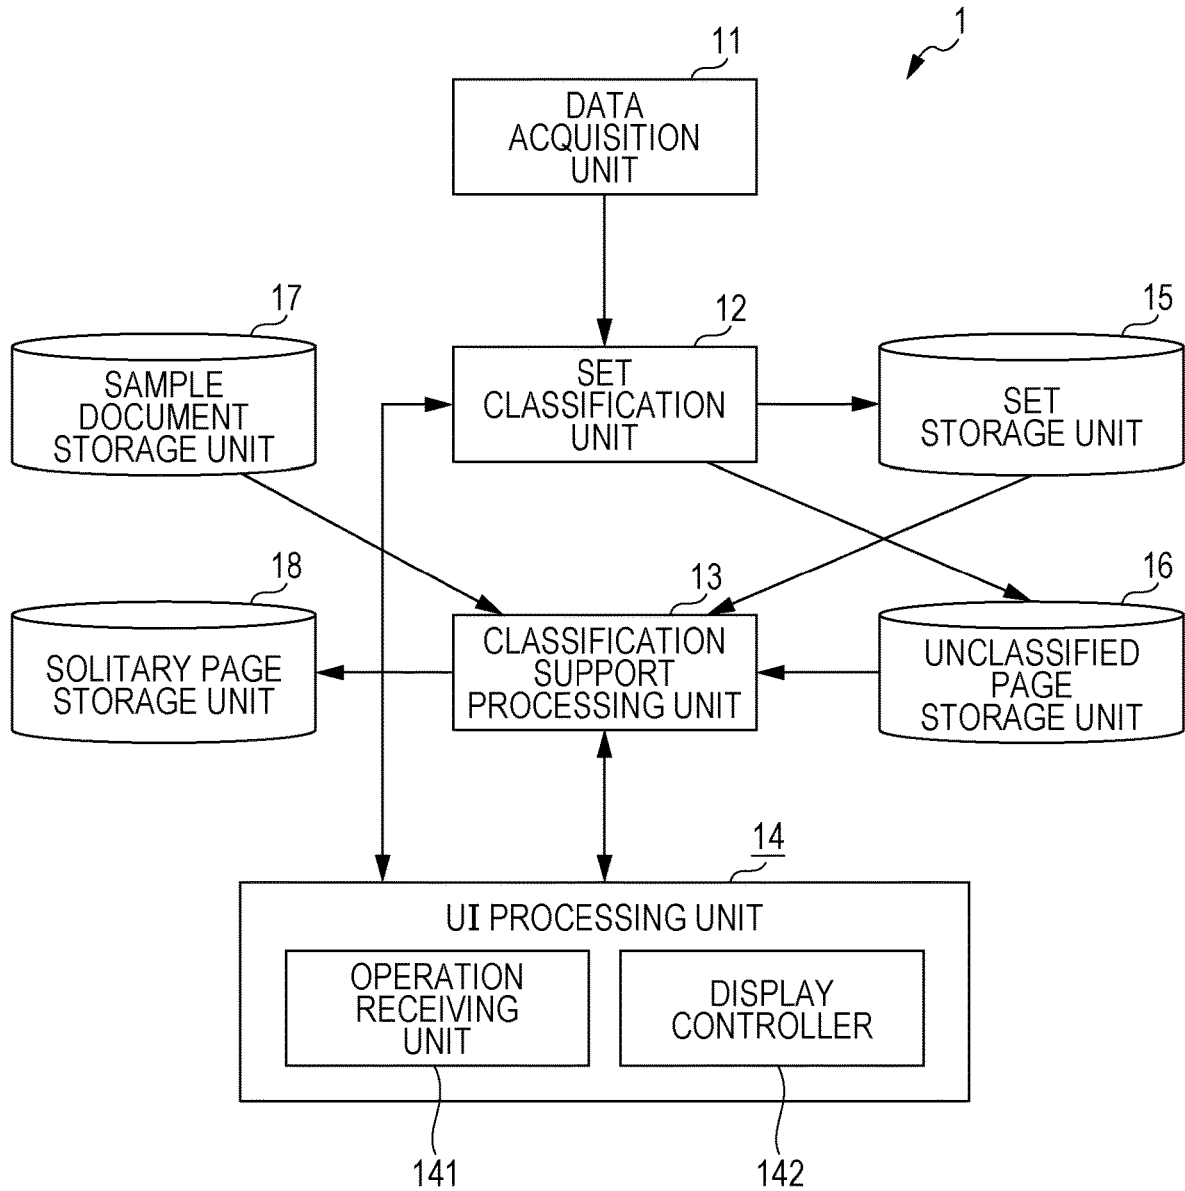 1
11
DATA
ACQUISITION
UNIT
17
SAMPLE
DOCUMENT
STORAGE UNIT
12
SET
CLASSIFICATION
UNIT
15
SET
STORAGE UNIT
18
SOLITARY PAGE
STORAGE UNIT
13
CLASSIFICATION
SUPPORT
PROCESSING UNIT
16
UNCLASSIFIED
PAGE
STORAGE UNIT
14
UI PROCESSING UNIT
OPERATION
RECEIVING
UNIT
DISPLAY
CONTROLLER
141
142